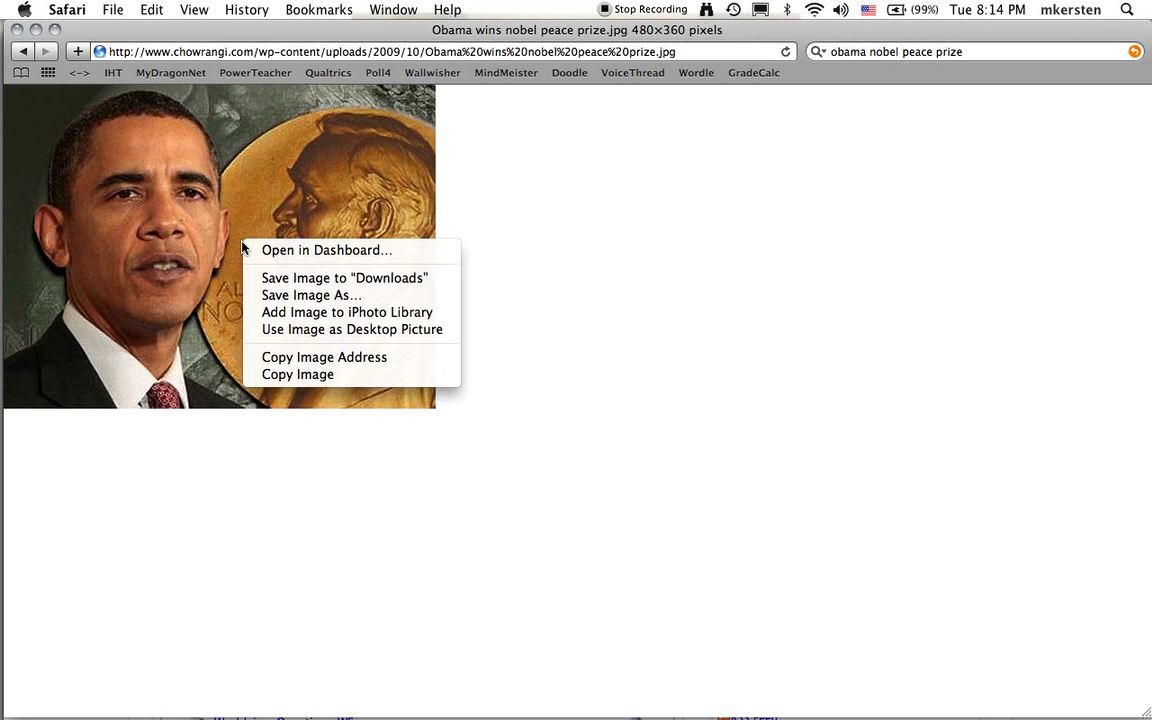 Safari File Edit View History Bookmarks Window Help Stop Recording (99%) Tue 8:14 PM mkersten
Obama wins nobel peace prize.jpg 480×360 pixels
http://www.chowrangi.com/wp-content/uploads/2009/10/Obama%20wins%20nobel%20peace%20prize.jpg obama nobel peace prize
<-> IHT MyDragonNet PowerTeacher Qualtrics Poll4 Wallwisher MindMeister Doodle VoiceThread Wordle GradeCalc
Open in Dashboard...
Save Image to "Downloads"
Save Image As...
Add Image to iPhoto Library
Use Image as Desktop Picture
Copy Image Address
Copy Image